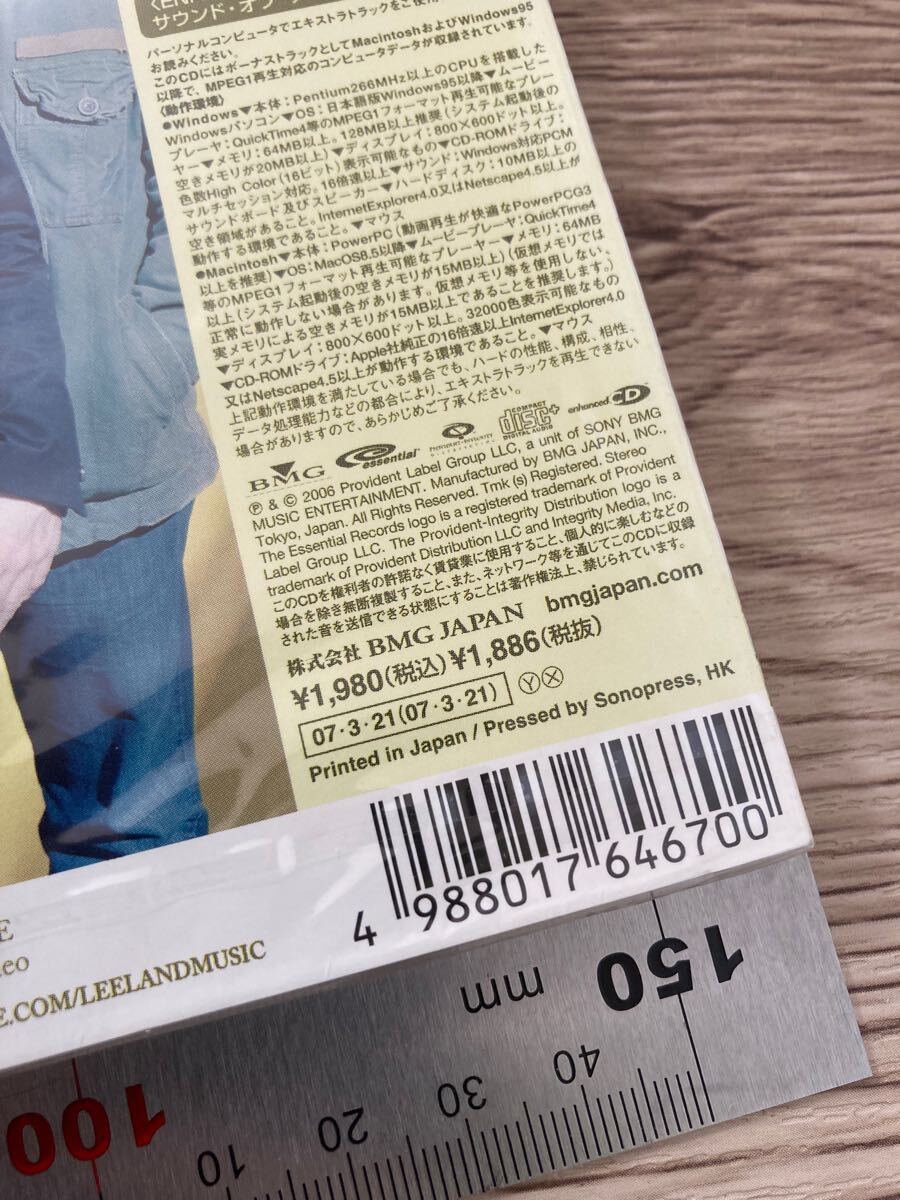 サウンド・オブ・
パーソナルコンピュータでエキストラトラックをご使用
お読みください。
このCDにはボーナストラックとしてMacintoshおよびWindows95
以降で、MPEG1再生対応のコンピュータデータが収録されています。
〈動作環境〉
●Windows▼本体：Pentium266MHz以上のCPUを搭載した
Windowsパソコン▼OS：日本語版Windows95以降▼ムービー
プレーヤ：QuickTime4等のMPEG1フォーマット再生可能なプレー
ヤー▼メモリ：64MB以上。128MB以上推奨（システム起動後の
空きメモリが20MB以上）▼ディスプレイ：800×600ドット以上。
色数High Color（16ビット）表示可能なもの▼CD-ROMドライブ：
マルチセッション対応。16倍速以上▼サウンド：Windows対応PCM
サウンドボード及びスピーカー▼ハードディスク：10MB以上の
空き領域があること。InternetExplorer4.0又はNetscape4.5以上が
動作する環境であること。▼マウス
●Macintosh▼本体：PowerPC（動画再生が快適なPowerPCG3
以上を推奨）▼OS：MacOS8.5以降▼ムービープレーヤ：QuickTime4
等のMPEG1フォーマット再生可能なプレーヤー▼メモリ：64MB
以上（システム起動後の空きメモリが15MB以上）（仮想メモリでは
正常に動作しない場合があります。仮想メモリ等を使用しない、
実メモリによる空きメモリが15MB以上であることを推奨します。）
▼ディスプレイ：800×600ドット以上。32000色表示可能なもの
▼CD-ROMドライブ：Apple社純正の16倍速以上InternetExplorer4.0
又はNetscape4.5以上が動作する環境であること。▼マウス
上記動作環境を満たしている場合でも、ハードの性能、構成、相性、
データ処理能力などの都合により、エキストラトラックを再生できない
場合がありますので、あらかじめご了承ください。
BMG essential PROVIDENT-INTEGRITY DISTRIBUTION COMPACT disc+ DIGITAL AUDIO enhanced CD
℗ & © 2006 Provident Label Group LLC, a unit of SONY BMG
MUSIC ENTERTAINMENT. Manufactured by BMG JAPAN, INC.,
Tokyo, Japan. All Rights Reserved. Tmk (s) Registered. Stereo
The Essential Records logo is a registered trademark of Provident
Label Group LLC. The Provident-Integrity Distribution logo is a
trademark of Provident Distribution LLC and Integrity Media, Inc.
このCDを権利者の許諾なく賃貸業に使用すること、個人的に楽しむなどの
場合を除き無断複製すること、また、ネットワーク等を通じてこのCDに収録
された音を送信できる状態にすることは著作権法上、禁じられています。
株式会社 BMG JAPAN bmgjapan.com
¥1,980（税込）¥1,886（税抜）
07・3・21（07・3・21） Ⓨ Ⓧ
Printed in Japan / Pressed by Sonopress, HK
4 988017 646700
E
eo
E.COM/LEELANDMUSIC
100 mm 150
10 20 30 40